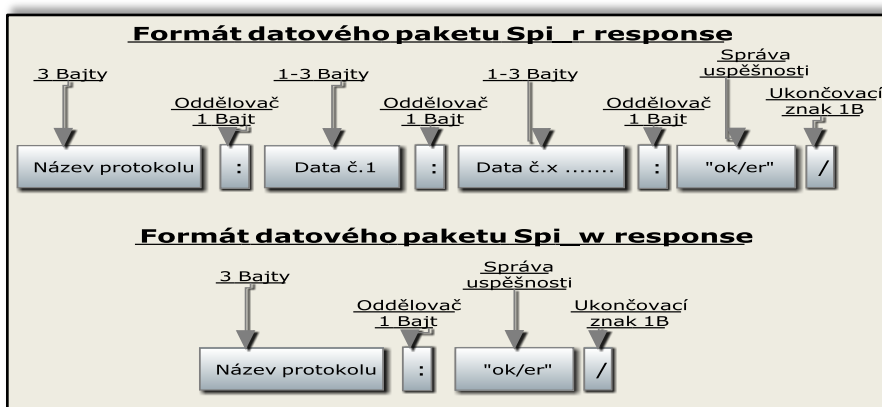 Formát datového paketu Spi_r response
3 Bajty
Oddělovač
1 Bajt
1-3 Bajty
Oddělovač
1 Bajt
1-3 Bajty
Oddělovač
1 Bajt
Správa
uspěšnosti
Ukončovací
znak 1B
Název protokolu
:
Data č.1
:
Data č.x .......
:
"ok/er"
/
Formát datového paketu Spi_w response
3 Bajty
Oddělovač
1 Bajt
Správa
uspěšnosti
Ukončovací
znak 1B
Název protokolu
:
"ok/er"
/